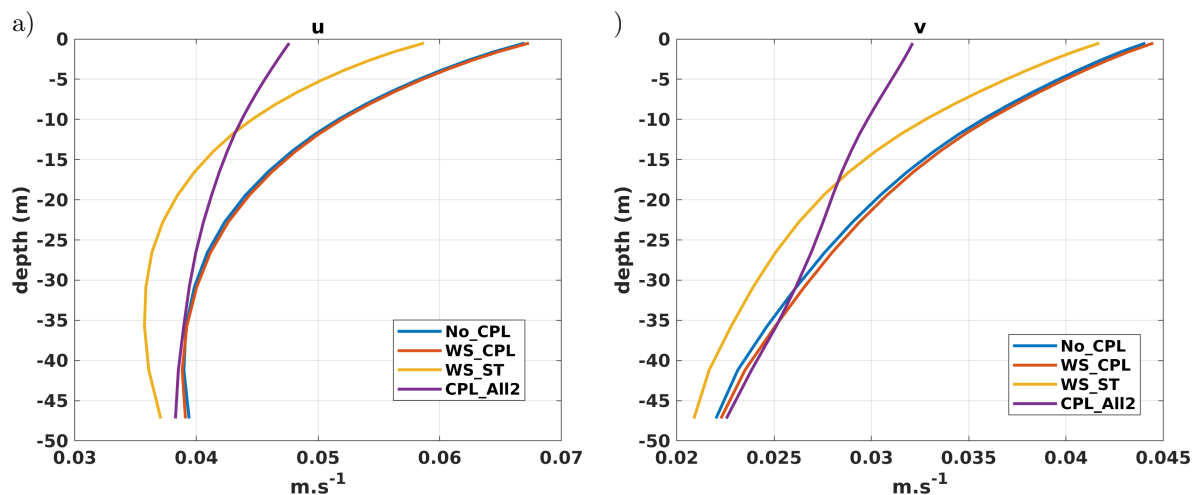 a)
u
0
-5
-10
-15
-20
-25
-30
-35
-40
-45
-50
depth (m)
0.03 0.04 0.05 0.06 0.07
m.s-1
No_CPL
WS_CPL
WS_ST
CPL_All2
)
v
0
-5
-10
-15
-20
-25
-30
-35
-40
-45
-50
depth (m)
0.02 0.025 0.03 0.035 0.04 0.045
m.s-1
No_CPL
WS_CPL
WS_ST
CPL_All2